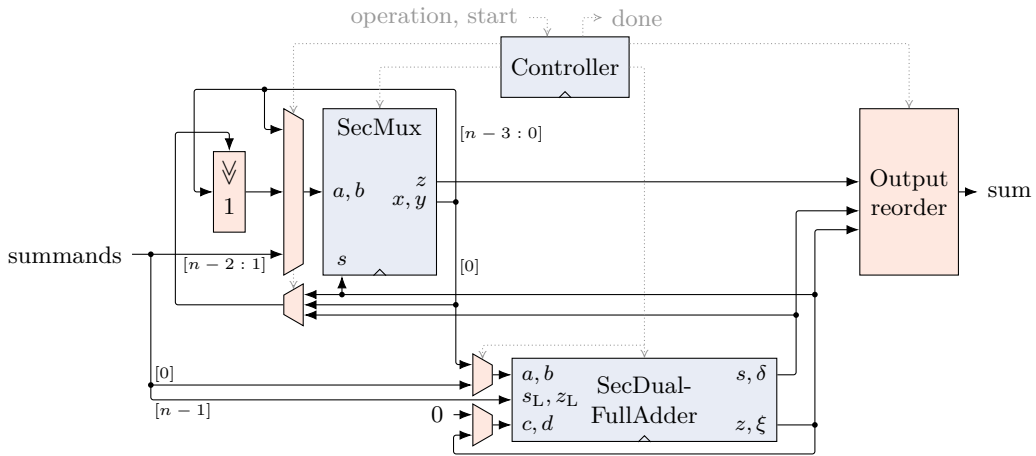 operation, start
done
Controller
SecMux
[n − 3 : 0]
≫
1
a, b
z
x, y
Output
reorder
sum
summands
[n − 2 : 1]
s
[0]
[0]
[n − 1]
a, b
s_L, z_L
c, d
SecDual-
FullAdder
s, δ
z, ξ
0